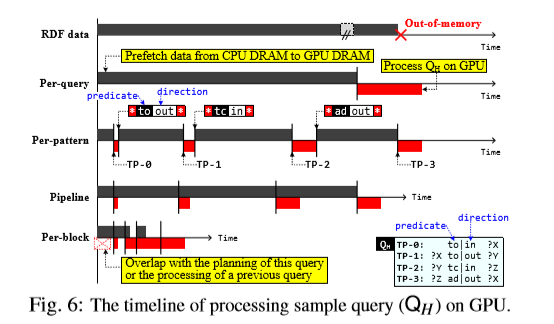 RDF data
Out-of-memory
Time
Prefetch data from CPU DRAM to GPU DRAM
Per-query
Process QH on GPU
Time
predicate
direction
* to out *
* tc in *
* ad out *
Per-pattern
Time
TP-0
TP-1
TP-2
TP-3
Pipeline
Time
Per-block
Time
Overlap with the planning of this query
or the processing of a previous query
predicate
direction
QH
TP-0: to|in ?X
TP-1: ?X to|out ?Y
TP-2: ?Y tc|in ?Z
TP-3: ?Z ad|out ?X
Fig. 6: The timeline of processing sample query (QH) on GPU.